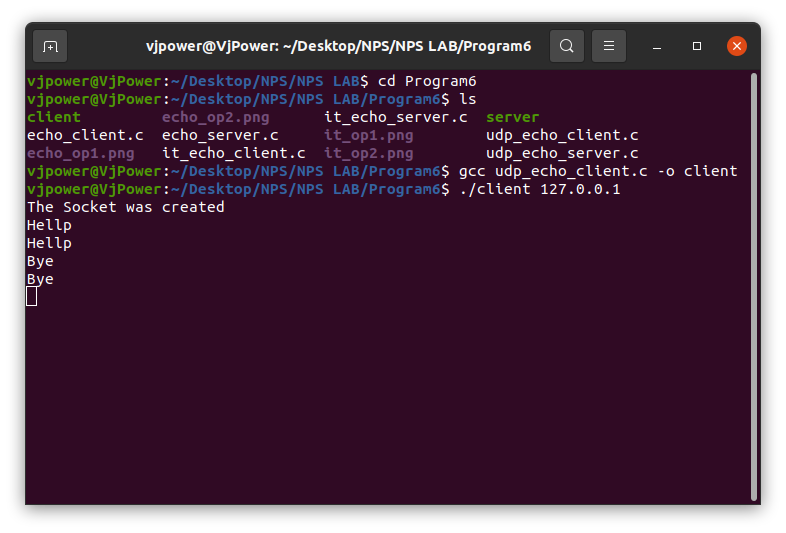 vjpower@VjPower: ~/Desktop/NPS/NPS LAB/Program6
vjpower@VjPower:~/Desktop/NPS/NPS LAB$ cd Program6
vjpower@VjPower:~/Desktop/NPS/NPS LAB/Program6$ ls
client echo_op2.png it_echo_server.c server
echo_client.c echo_server.c it_op1.png udp_echo_client.c
echo_op1.png it_echo_client.c it_op2.png udp_echo_server.c
vjpower@VjPower:~/Desktop/NPS/NPS LAB/Program6$ gcc udp_echo_client.c -o client
vjpower@VjPower:~/Desktop/NPS/NPS LAB/Program6$ ./client 127.0.0.1
The Socket was created
Hellp
Hellp
Bye
Bye